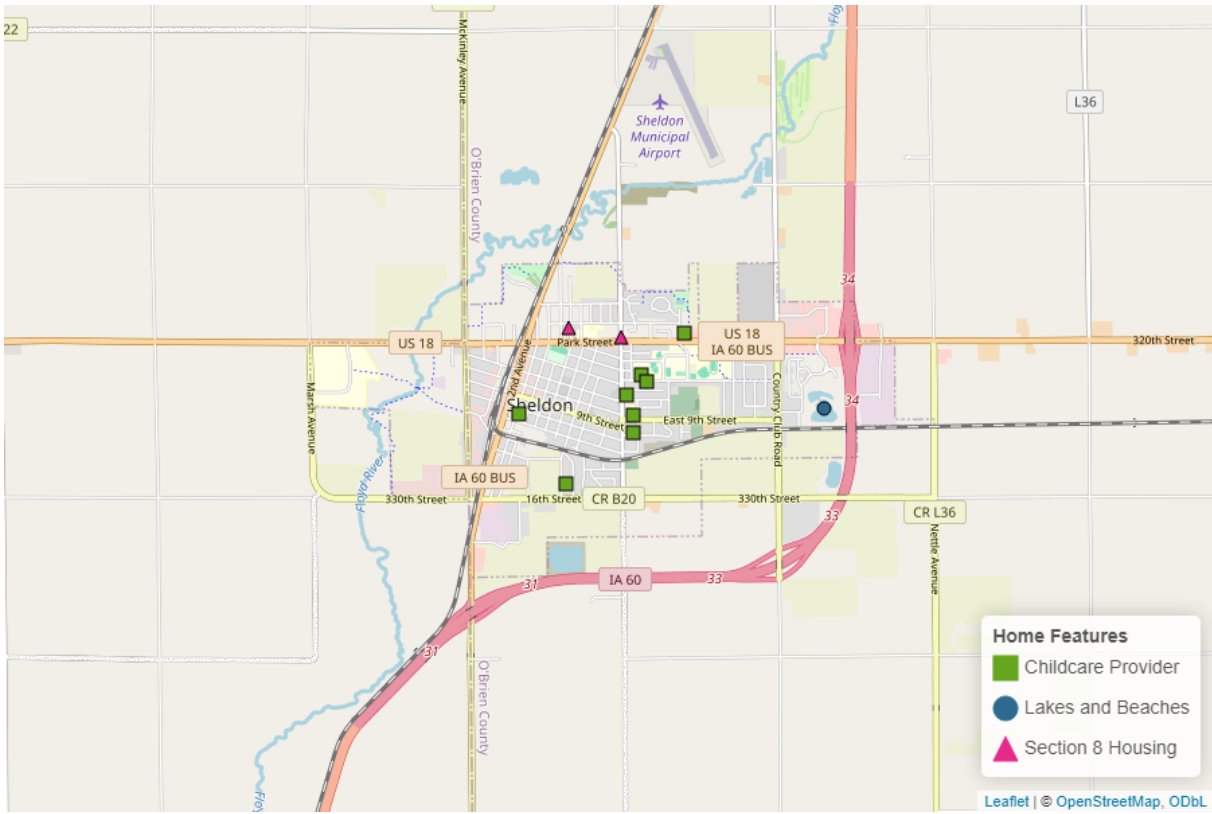 22
McKinley Avenue
Floy
L36
Sheldon
Municipal
Airport
O'Brien County
34
US 18
Park Street
US 18
IA 60 BUS
320th Street
2nd Avenue
Marsh Avenue
Country Club Road
34
Sheldon
9th Street
East 9th Street
Floyd River
IA 60 BUS
330th Street
16th Street
CR B20
330th Street
33
CR L36
Nettle Avenue
31
IA 60
33
31
O'Brien County
Floy
Home Features
Childcare Provider
Lakes and Beaches
Section 8 Housing
Leaflet | © OpenStreetMap, ODbL